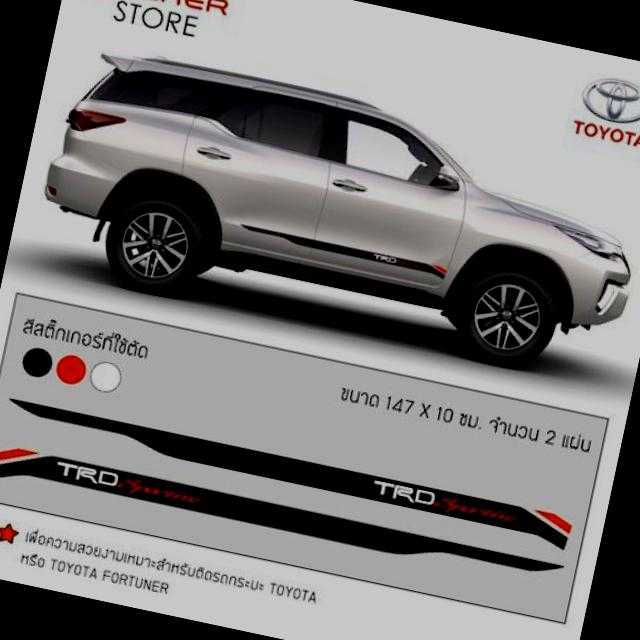 STORE
TOYOTA
TRD
สีสติ๊กเกอร์ที่ใช้ตัด
ขนาด 147 X 10 ซม. จำนวน 2 แผ่น
TRD Sportivo
TRD Sportivo
เพื่อความสวยงามเหมาะสำหรับติดรถกระบะ TOYOTA
หรือ TOYOTA FORTUNER